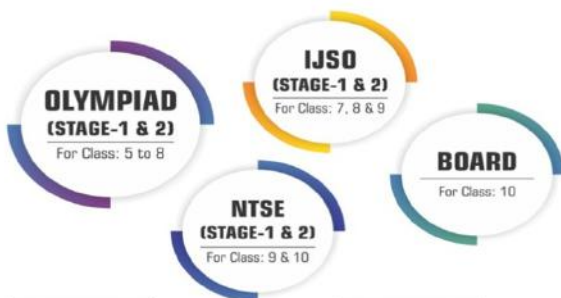 OLYMPIAD
(STAGE-1 & 2)
For Class: 5 to 8
IJSO
(STAGE-1 & 2)
For Class: 7, 8 & 9
NTSE
(STAGE-1 & 2)
For Class: 9 & 10
BOARD
For Class: 10